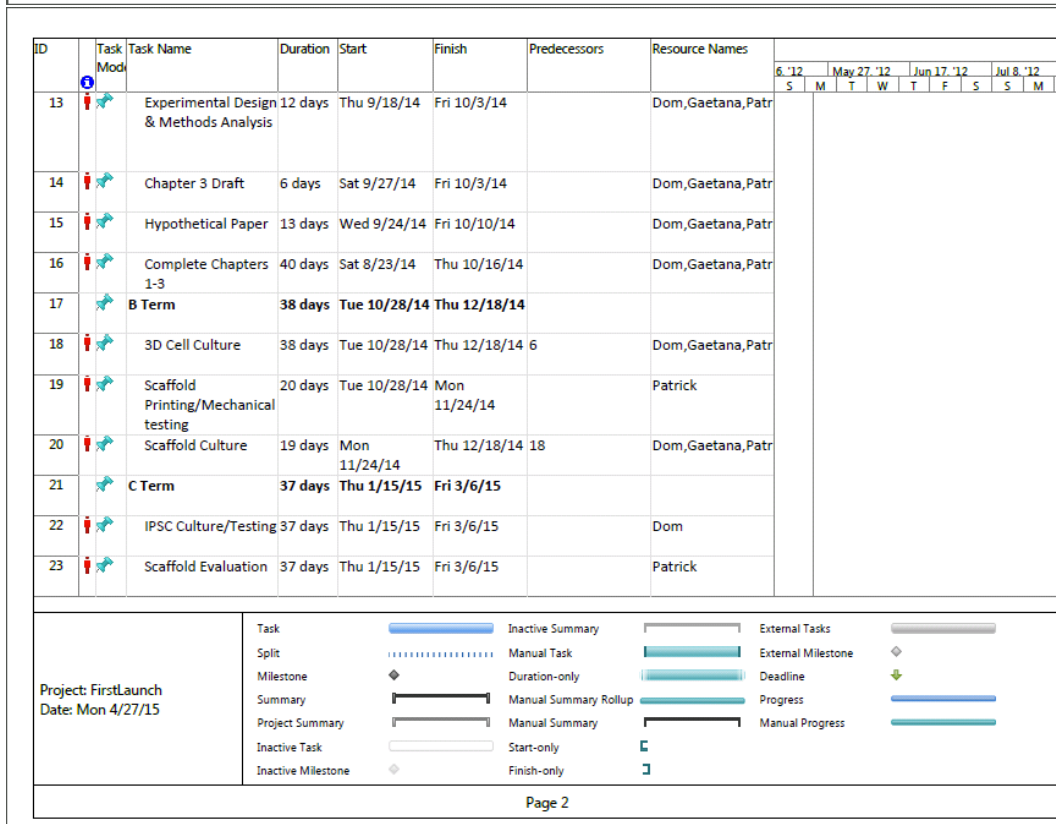 ID Task Mode Task Name Duration Start Finish Predecessors Resource Names
6, '12 May 27, '12 Jun 17, '12 Jul 8, '12
S M T W T F S S M
13 Experimental Design 12 days Thu 9/18/14 Fri 10/3/14 Dom,Gaetana,Patr
& Methods Analysis
14 Chapter 3 Draft 6 days Sat 9/27/14 Fri 10/3/14 Dom,Gaetana,Patr
15 Hypothetical Paper 13 days Wed 9/24/14 Fri 10/10/14 Dom,Gaetana,Patr
16 Complete Chapters 40 days Sat 8/23/14 Thu 10/16/14 Dom,Gaetana,Patr
1-3
17 B Term 38 days Tue 10/28/14 Thu 12/18/14
18 3D Cell Culture 38 days Tue 10/28/14 Thu 12/18/14 6 Dom,Gaetana,Patr
19 Scaffold 20 days Tue 10/28/14 Mon Patrick
Printing/Mechanical 11/24/14
testing
20 Scaffold Culture 19 days Mon Thu 12/18/14 18 Dom,Gaetana,Patr
11/24/14
21 C Term 37 days Thu 1/15/15 Fri 3/6/15
22 IPSC Culture/Testing 37 days Thu 1/15/15 Fri 3/6/15 Dom
23 Scaffold Evaluation 37 days Thu 1/15/15 Fri 3/6/15 Patrick
Project: FirstLaunch
Date: Mon 4/27/15
Task
Split
Milestone
Summary
Project Summary
Inactive Task
Inactive Milestone
Inactive Summary
Manual Task
Duration-only
Manual Summary Rollup
Manual Summary
Start-only
Finish-only
External Tasks
External Milestone
Deadline
Progress
Manual Progress
Page 2